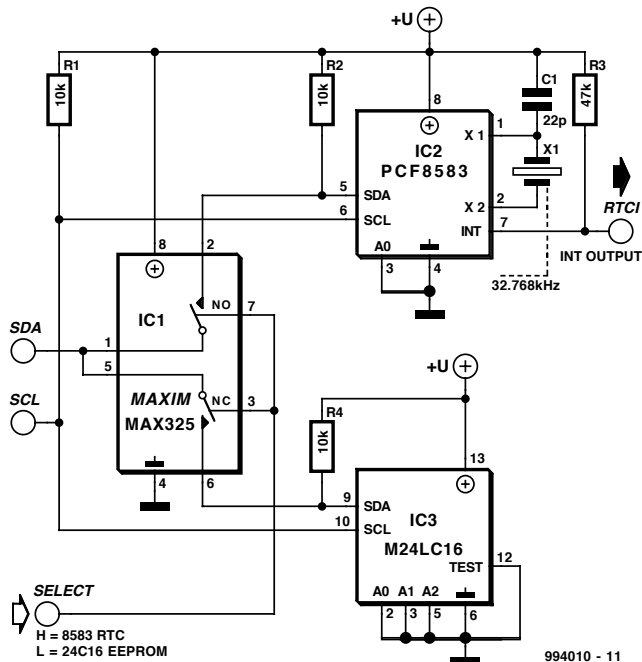 +U
R1
10k
R2
10k
C1
22p
R3
47k
8
IC2
PCF8583
X 1
1
X1
X 2
2
5
SDA
6
SCL
INT
7
A0
3
4
RTCI
INT OUTPUT
32.768kHz
8
2
IC1
NO
7
SDA
1
5
MAXIM
NC
3
MAX325
SCL
4
6
+U
R4
10k
13
9
SDA
10
SCL
IC3
M24LC16
TEST
12
A0
A1
A2
2
3
5
6
SELECT
H = 8583 RTC
L = 24C16 EEPROM
994010 - 11